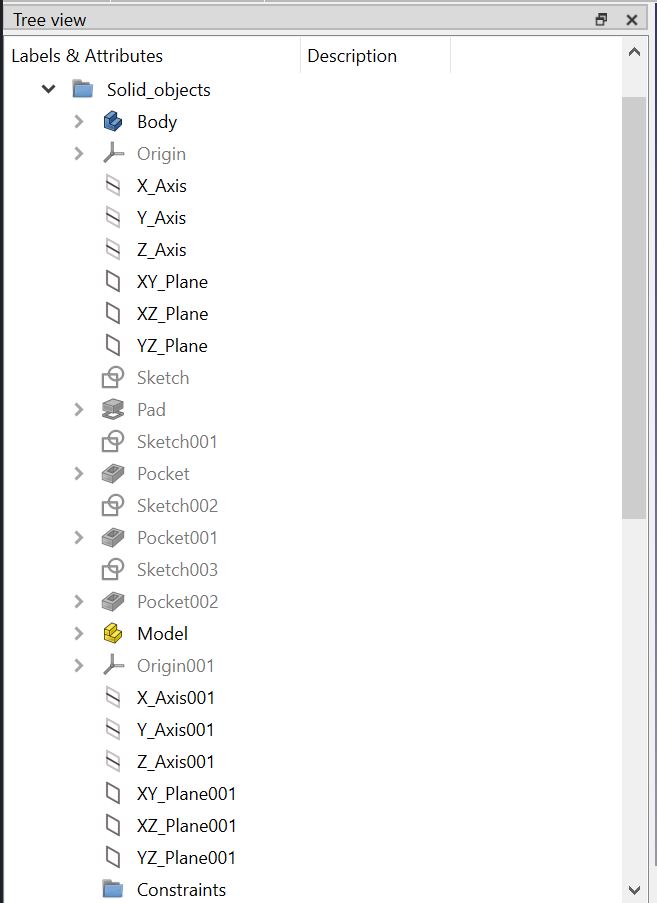 Tree view
Labels & Attributes Description
Solid_objects
Body
Origin
X_Axis
Y_Axis
Z_Axis
XY_Plane
XZ_Plane
YZ_Plane
Sketch
Pad
Sketch001
Pocket
Sketch002
Pocket001
Sketch003
Pocket002
Model
Origin001
X_Axis001
Y_Axis001
Z_Axis001
XY_Plane001
XZ_Plane001
YZ_Plane001
Constraints